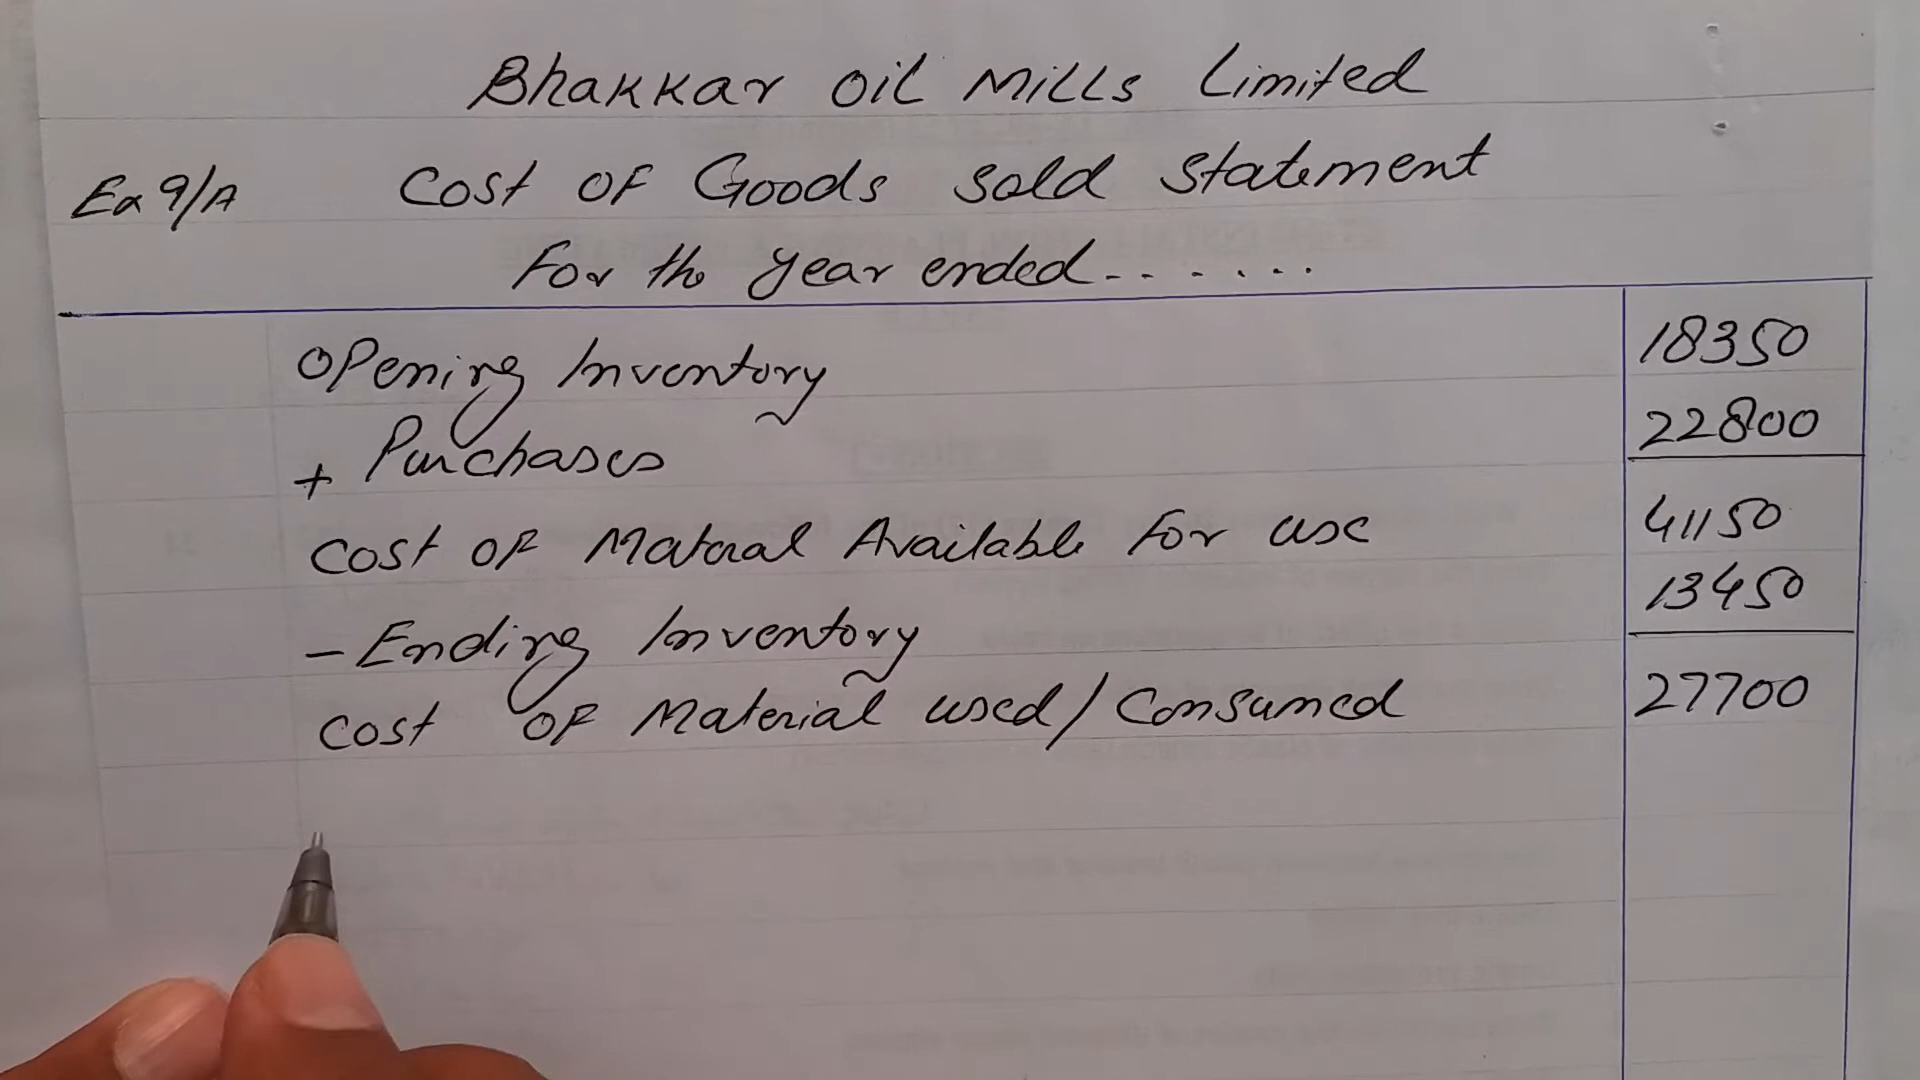 Bhakkar Oil Mills Limited
Ex 9/A Cost of Goods Sold Statement
For the year ended.......
Opening Inventory 18350
+ Purchases 22800
Cost of Material Available For use 41150
- Ending Inventory 13450
Cost of Material used/Consumed 27700